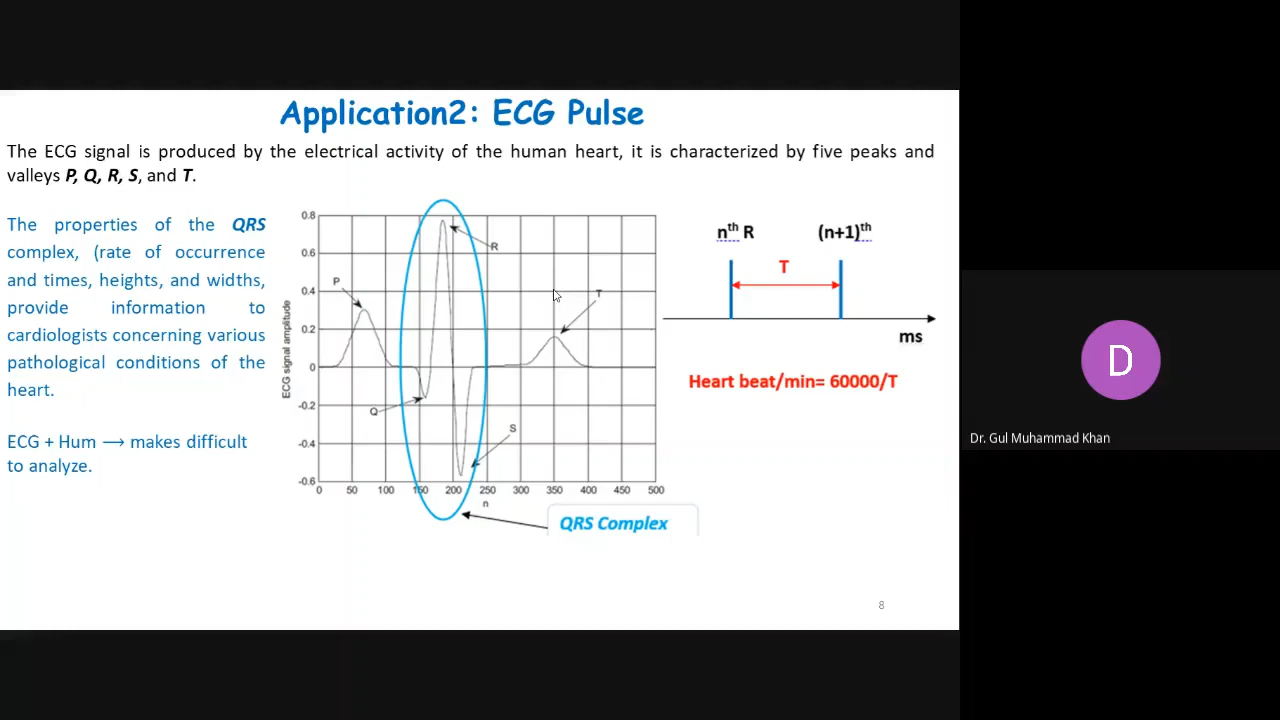 Application2: ECG Pulse
The ECG signal is produced by the electrical activity of the human heart, it is characterized by five peaks and
valleys P, Q, R, S, and T.
The properties of the QRS
complex, (rate of occurrence
and times, heights, and widths,
provide information to
cardiologists concerning various
pathological conditions of the
heart.
ECG + Hum ⟶ makes difficult
to analyze.
ECG signal amplitude
0.8
0.6
0.4
0.2
0
-0.2
-0.4
-0.6
0 50 100 150 200 250 300 350 400 450 500
n
P
Q
R
S
T
QRS Complex
nth R
(n+1)th
T
ms
Heart beat/min= 60000/T
8
D
Dr. Gul Muhammad Khan